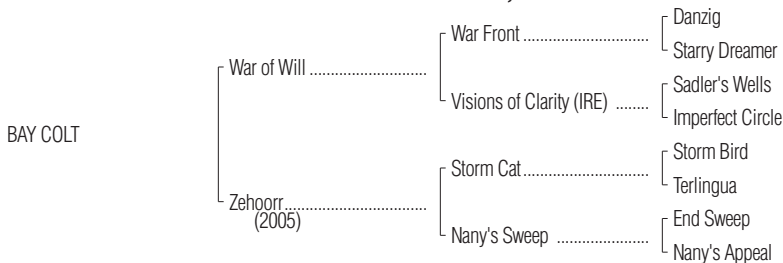 Danzig
War Front ..............................
Starry Dreamer
War of Will ............................
Sadler's Wells
Visions of Clarity (IRE) ........
Imperfect Circle
BAY COLT
Storm Bird
Storm Cat..............................
Terlingua
Zehoorr..................................
(2005)
End Sweep
Nany's Sweep ......................
Nany's Appeal